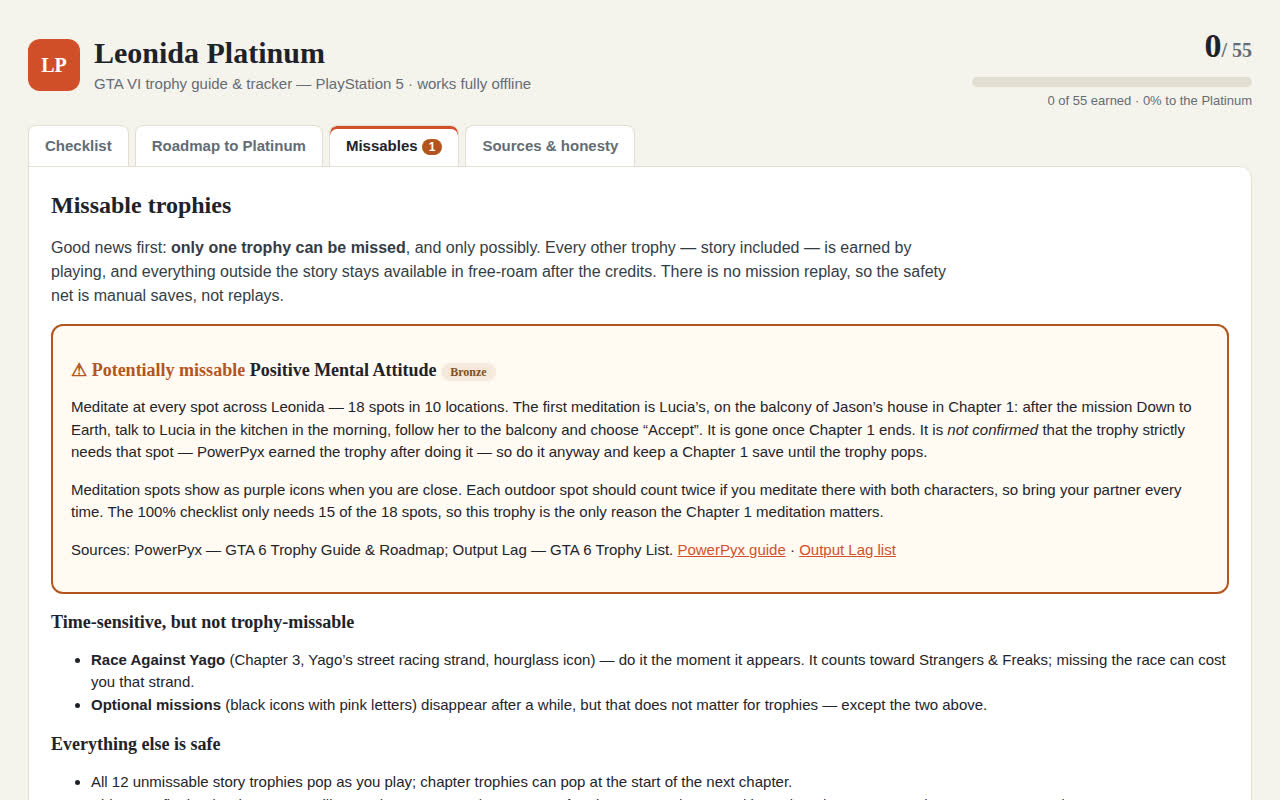 LP
Leonida Platinum
GTA VI trophy guide & tracker — PlayStation 5 · works fully offline
0/ 55
0 of 55 earned · 0% to the Platinum
Checklist
Roadmap to Platinum
Missables 1
Sources & honesty
Missable trophies
Good news first: only one trophy can be missed, and only possibly. Every other trophy — story included — is earned by
playing, and everything outside the story stays available in free-roam after the credits. There is no mission replay, so the safety
net is manual saves, not replays.
⚠ Potentially missable Positive Mental Attitude Bronze
Meditate at every spot across Leonida — 18 spots in 10 locations. The first meditation is Lucia’s, on the balcony of Jason’s house in Chapter 1: after the mission Down to
Earth, talk to Lucia in the kitchen in the morning, follow her to the balcony and choose “Accept”. It is gone once Chapter 1 ends. It is not confirmed that the trophy strictly
needs that spot — PowerPyx earned the trophy after doing it — so do it anyway and keep a Chapter 1 save until the trophy pops.
Meditation spots show as purple icons when you are close. Each outdoor spot should count twice if you meditate there with both characters, so bring your partner every
time. The 100% checklist only needs 15 of the 18 spots, so this trophy is the only reason the Chapter 1 meditation matters.
Sources: PowerPyx — GTA 6 Trophy Guide & Roadmap; Output Lag — GTA 6 Trophy List. PowerPyx guide · Output Lag list
Time-sensitive, but not trophy-missable
• Race Against Yago (Chapter 3, Yago’s street racing strand, hourglass icon) — do it the moment it appears. It counts toward Strangers & Freaks; missing the race can cost
you that strand.
• Optional missions (black icons with pink letters) disappear after a while, but that does not matter for trophies — except the two above.
Everything else is safe
• All 12 unmissable story trophies pop as you play; chapter trophies can pop at the start of the next chapter.